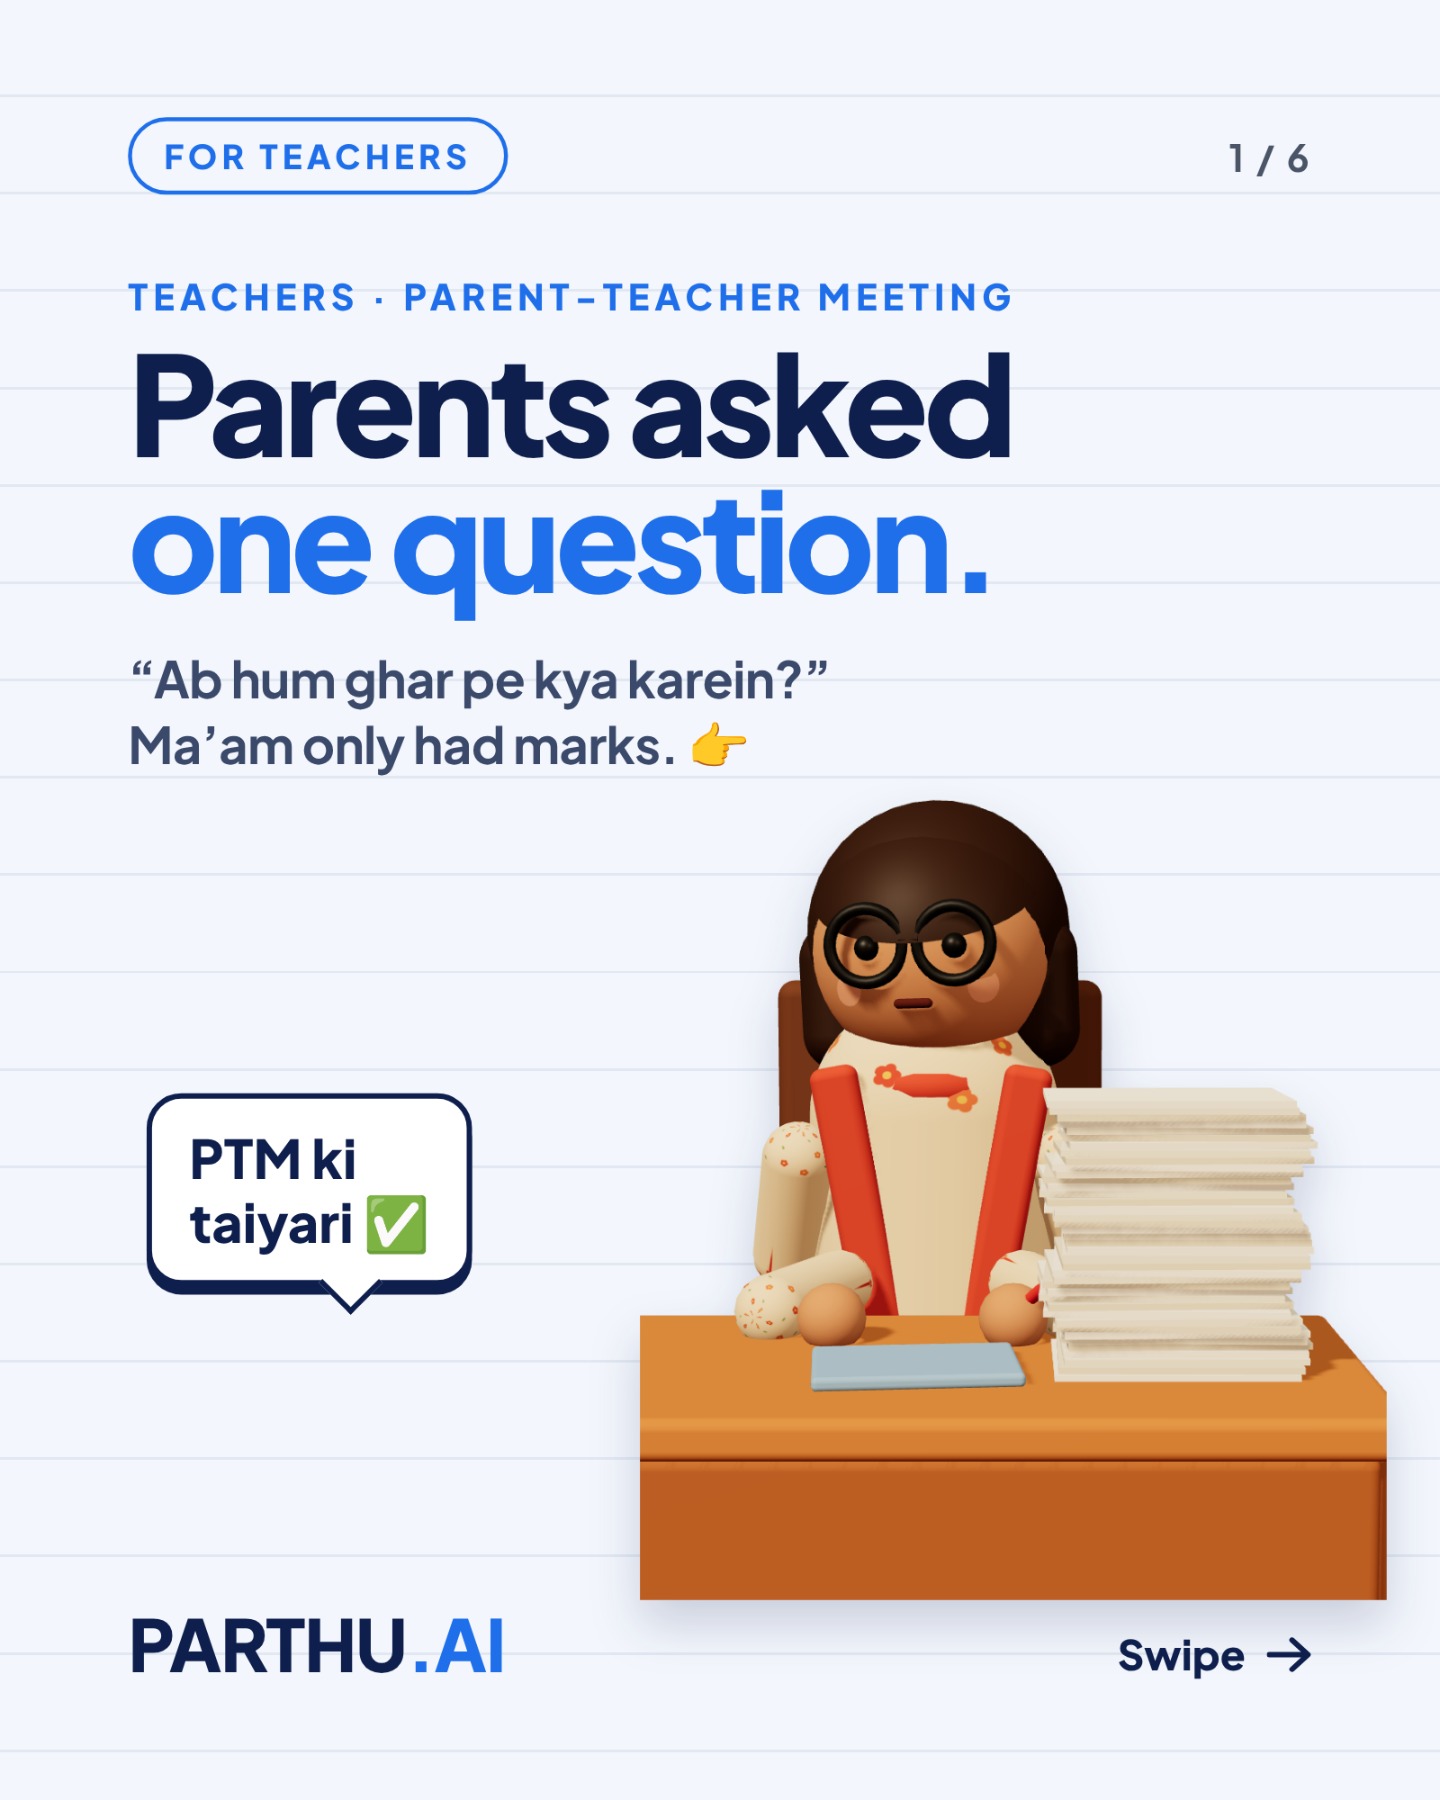 FOR TEACHERS
1 / 6
TEACHERS · PARENT–TEACHER MEETING
Parents asked
one question.
“Ab hum ghar pe kya karein?”
Ma’am only had marks. 👉
PTM ki
taiyari ✅
PARTHU.AI
Swipe →